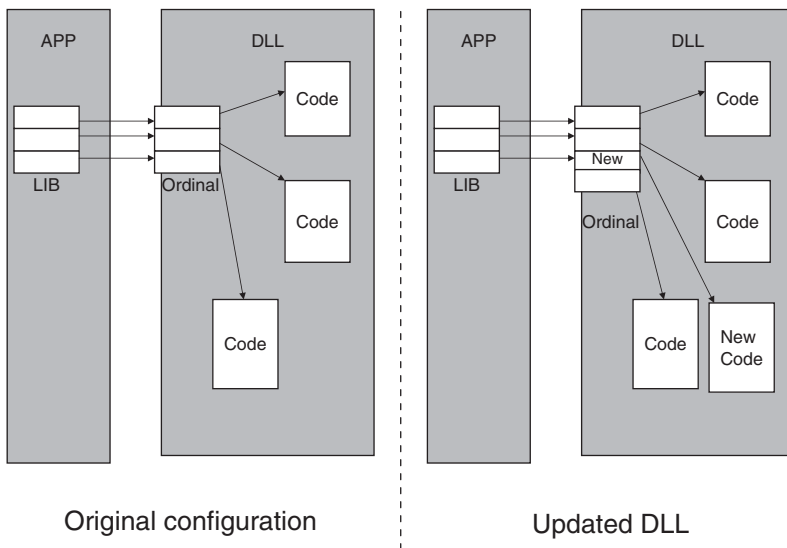 APP
DLL
Code
LIB
Ordinal
Code
Code
Original configuration
APP
DLL
Code
New
LIB
Code
Ordinal
Code
New
Code
Updated DLL